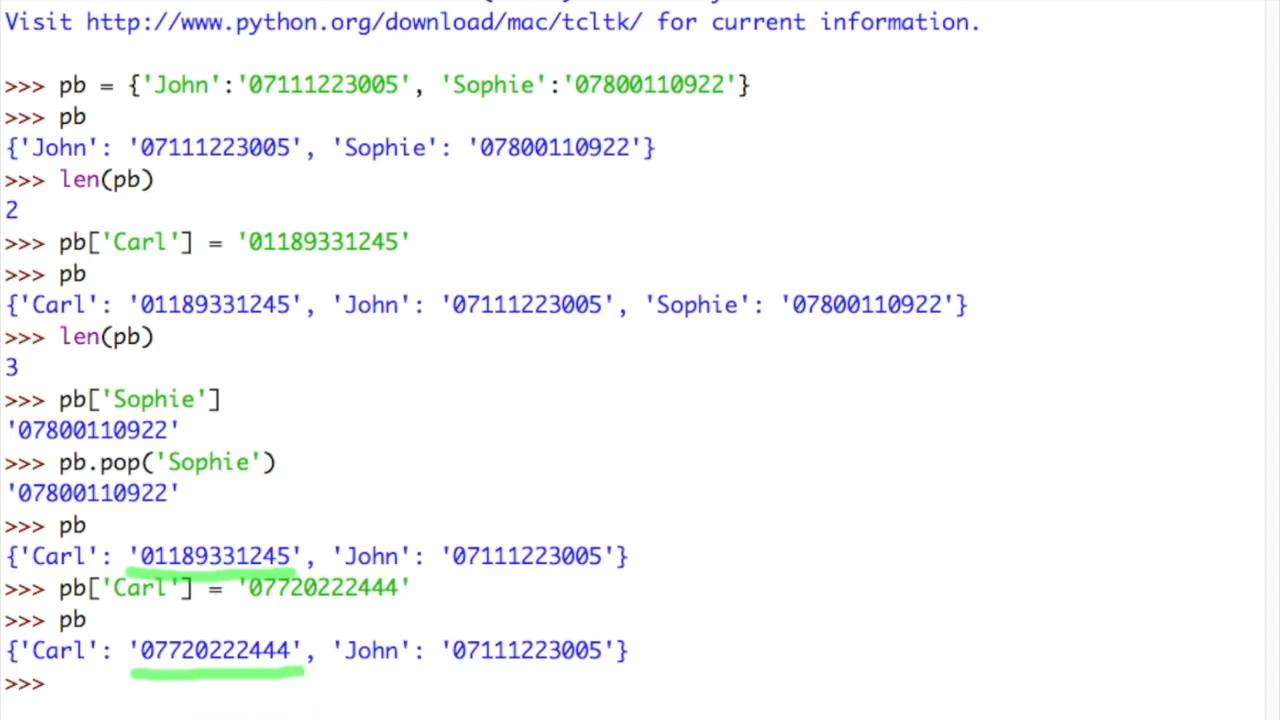 Visit http://www.python.org/download/mac/tcltk/ for current information.
>>> pb = {'John':'07111223005', 'Sophie':'07800110922'}
>>> pb
{'John': '07111223005', 'Sophie': '07800110922'}
>>> len(pb)
2
>>> pb['Carl'] = '01189331245'
>>> pb
{'Carl': '01189331245', 'John': '07111223005', 'Sophie': '07800110922'}
>>> len(pb)
3
>>> pb['Sophie']
'07800110922'
>>> pb.pop('Sophie')
'07800110922'
>>> pb
{'Carl': '01189331245', 'John': '07111223005'}
>>> pb['Carl'] = '07720222444'
>>> pb
{'Carl': '07720222444', 'John': '07111223005'}
>>>